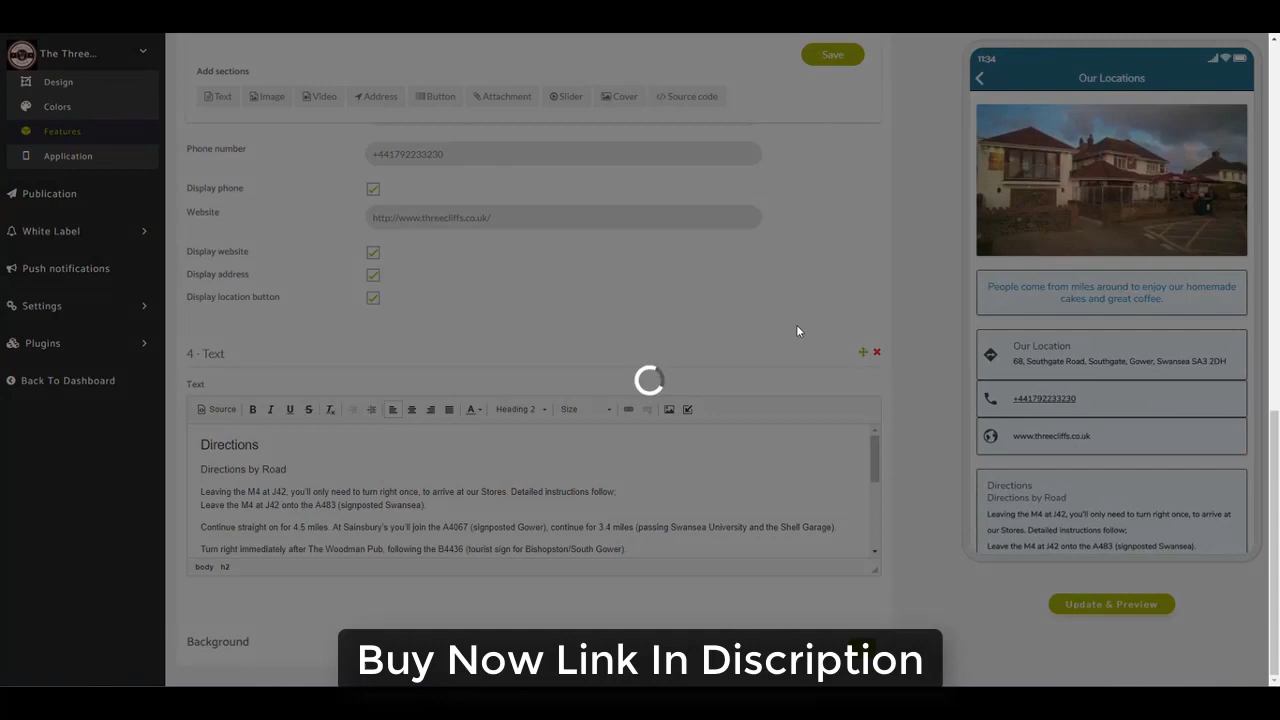 The Three...
Design
Colors
Features
Application
Publication
White Label
Push notifications
Settings
Plugins
Back To Dashboard
Save
Add sections
Text
Image
Video
Address
Button
Attachment
Slider
Cover
</> Source code
Phone number
+441792233230
Display phone
Website
http://www.threecliffs.co.uk/
Display website
Display address
Display location button
4 - Text
Text
Source
B I U S Tx
A
Heading 2
Size
Directions
Directions by Road
Leaving the M4 at J42, you'll only need to turn right once, to arrive at our Stores. Detailed instructions follow;
Leave the M4 at J42 onto the A483 (signposted Swansea).
Continue straight on for 4.5 miles. At Sainsbury's you'll join the A4067 (signposted Gower), continue for 3.4 miles (passing Swansea University and the Shell Garage).
Turn right immediately after The Woodman Pub, following the B4436 (tourist sign for Bishopston/South Gower).
body h2
Background
11:34
Our Locations
People come from miles around to enjoy our homemade
cakes and great coffee.
Our Location
68, Southgate Road, Southgate, Gower, Swansea SA3 2DH
+441792233230
www.threecliffs.co.uk
Directions
Directions by Road
Leaving the M4 at J42, you'll only need to turn right once, to arrive at
our Stores. Detailed instructions follow;
Leave the M4 at J42 onto the A483 (signposted Swansea).
Update & Preview
Buy Now Link In Discription